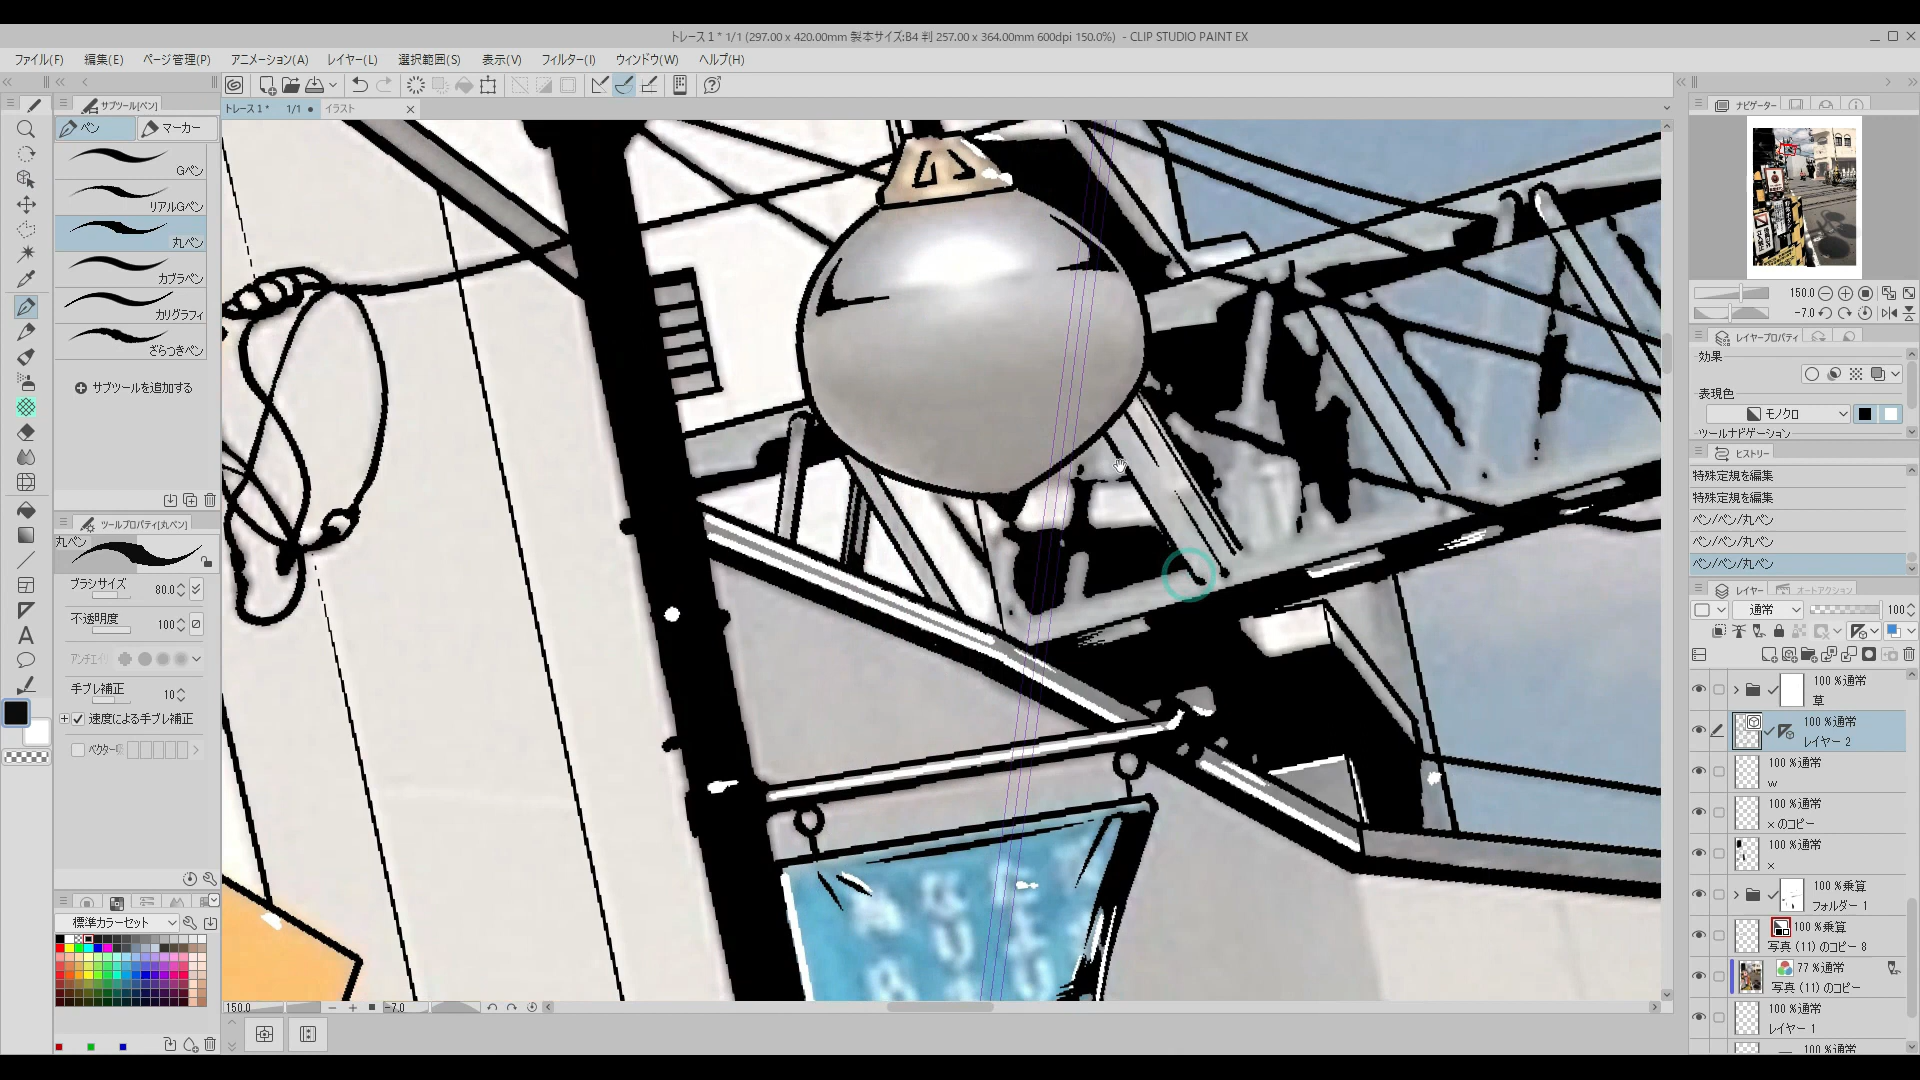 トレース 1 * 1/1 (297.00 x 420.00mm 製本サイズ:B4 判 257.00 x 364.00mm 600dpi 150.0%) - CLIP STUDIO PAINT EX
ファイル(F) 編集(E) ページ管理(P) アニメーション(A) レイヤー(L) 選択範囲(S) 表示(V) フィルター(I) ウィンドウ(W) ヘルプ(H)
サブツール[ペン]
トレース 1 * 1/1
イラスト
ナビゲーター
ペン
マーカー
Gペン
リアルGペン
丸ペン
カブラペン
カリグラフィ
ざらつきペン
サブツールを追加する
ツールプロパティ[丸ペン]
丸ペン
ブラシサイズ 80.0
不透明度 100
アンチエイ
手ブレ補正 10
速度による手ブレ補正
ベクター
標準カラーセット
150.0
-7.0
150.0
-7.0
レイヤープロパティ
効果
表現色
モノクロ
ツールナビゲーション
ヒストリー
特殊定規を編集
特殊定規を編集
ペン/ペン/丸ペン
ペン/ペン/丸ペン
ペン/ペン/丸ペン
レイヤー
オートアクション
通常 100
100 %通常
草
100 %通常
レイヤー 2
100 %通常
w
100 %通常
x のコピー
100 %通常
x
100 %乗算
フォルダー 1
100 %乗算
写真 (11) のコピー 8
77 %通常
写真 (11) のコピー
100 %通常
レイヤー 1
100 %通常